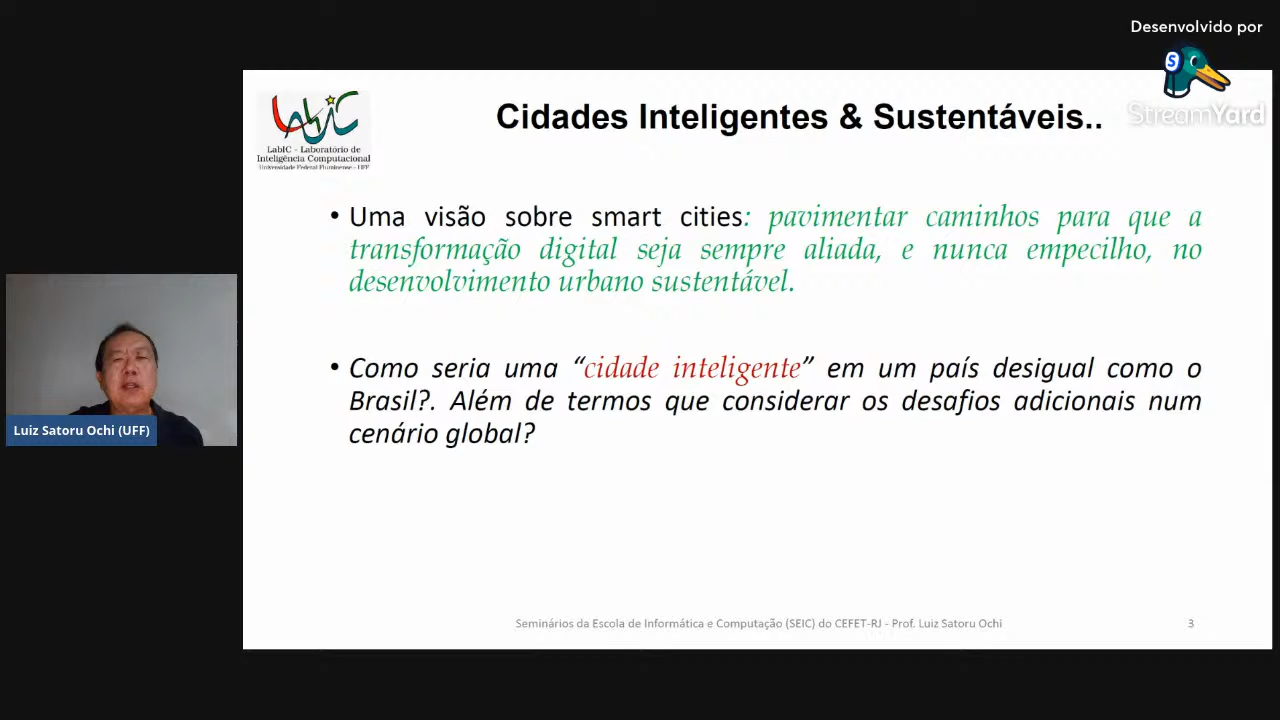 Desenvolvido por
StreamYard
LabIC
LabIC - Laboratório de
Inteligência Computacional
Universidade Federal Fluminense - UFF
Cidades Inteligentes & Sustentáveis..
• Uma visão sobre smart cities: pavimentar caminhos para que a
transformação digital seja sempre aliada, e nunca empecilho, no
desenvolvimento urbano sustentável.
• Como seria uma “cidade inteligente” em um país desigual como o
Brasil?. Além de termos que considerar os desafios adicionais num
cenário global?
Luiz Satoru Ochi (UFF)
Seminários da Escola de Informática e Computação (SEIC) do CEFET-RJ - Prof. Luiz Satoru Ochi
3